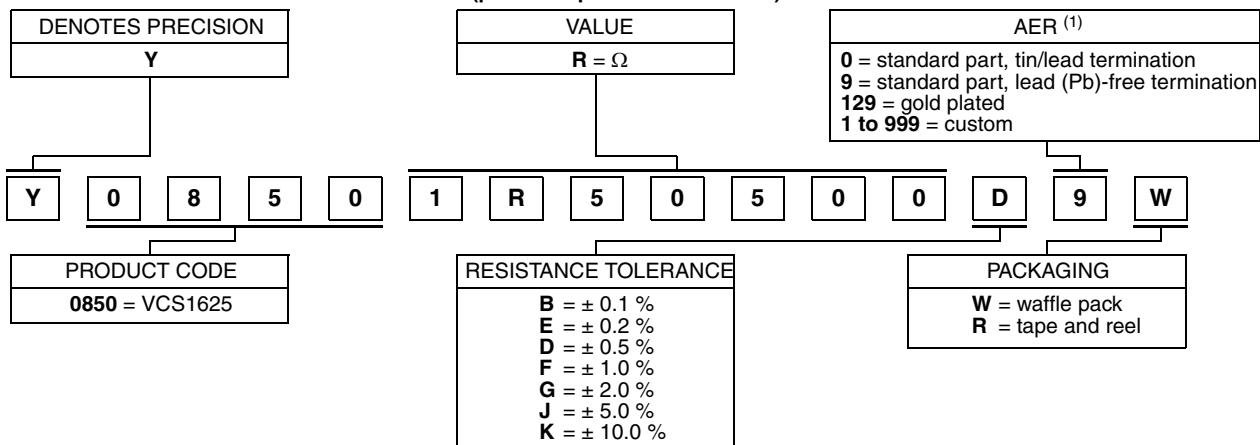 DENOTES PRECISION
Y
VALUE
R = Ω
AER (1)
0 = standard part, tin/lead termination
9 = standard part, lead (Pb)-free termination
129 = gold plated
1 to 999 = custom
Y 0 8 5 0 1 R 5 0 5 0 0 D 9 W
PRODUCT CODE
0850 = VCS1625
RESISTANCE TOLERANCE
B = ± 0.1 %
E = ± 0.2 %
D = ± 0.5 %
F = ± 1.0 %
G = ± 2.0 %
J = ± 5.0 %
K = ± 10.0 %
PACKAGING
W = waffle pack
R = tape and reel